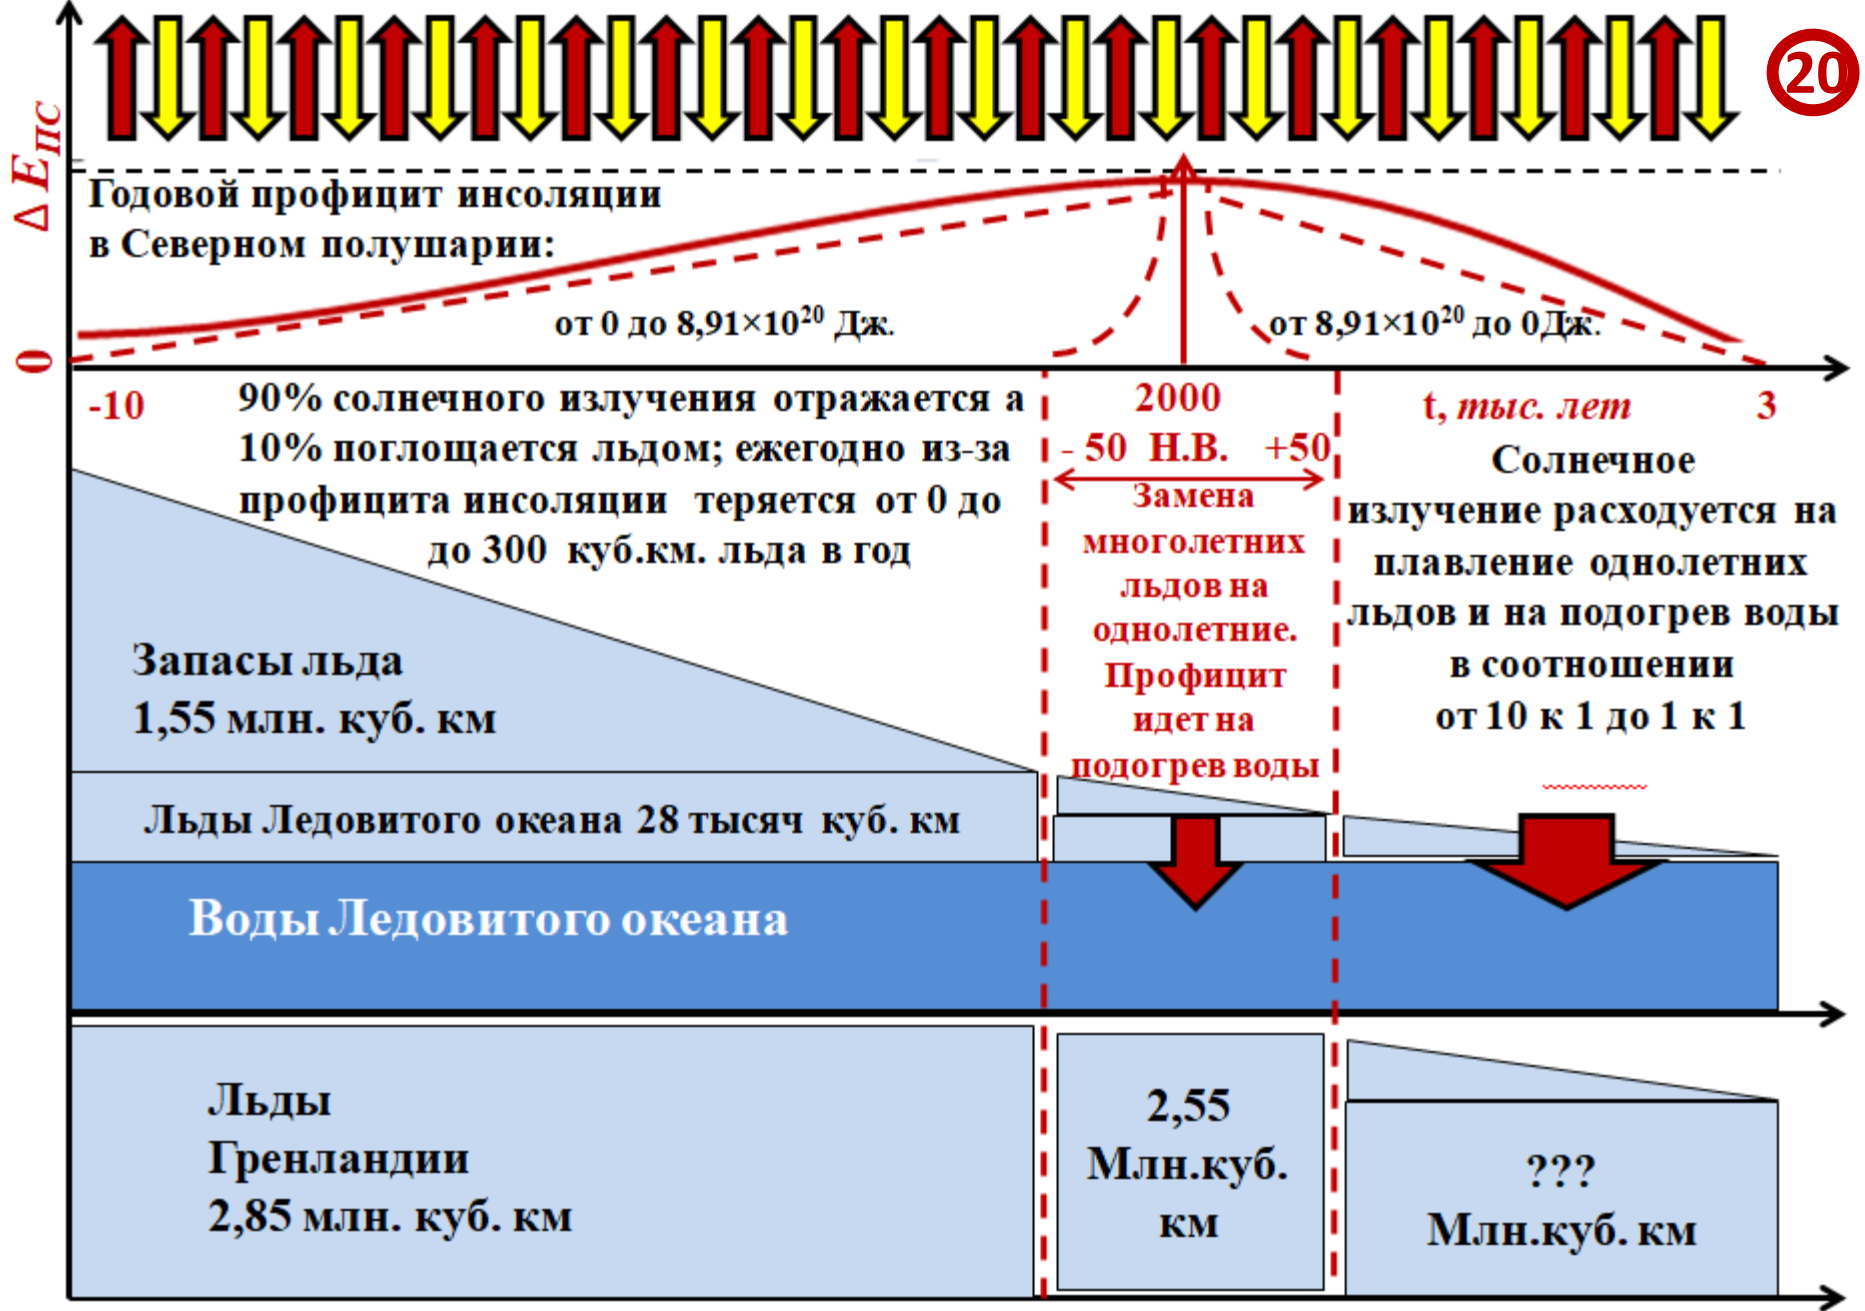 20
Δ Eпс
0
Годовой профицит инсоляции
в Северном полушарии:
от 0 до 8,91×10²⁰ Дж.
от 8,91×10²⁰ до 0Дж.
-10
90% солнечного излучения отражается а
10% поглощается льдом; ежегодно из-за
профицита инсоляции теряется от 0 до
до 300 куб.км. льда в год
2000
- 50 Н.В. +50
Замена
многолетних
льдов на
однолетние.
Профицит
идет на
подогрев воды
t, тыс. лет
3
Солнечное
излучение расходуется на
плавление однолетних
льдов и на подогрев воды
в соотношении
от 10 к 1 до 1 к 1
Запасы льда
1,55 млн. куб. км
Льды Ледовитого океана 28 тысяч куб. км
Воды Ледовитого океана
Льды
Гренландии
2,85 млн. куб. км
2,55
Млн.куб.
км
???
Млн.куб. км